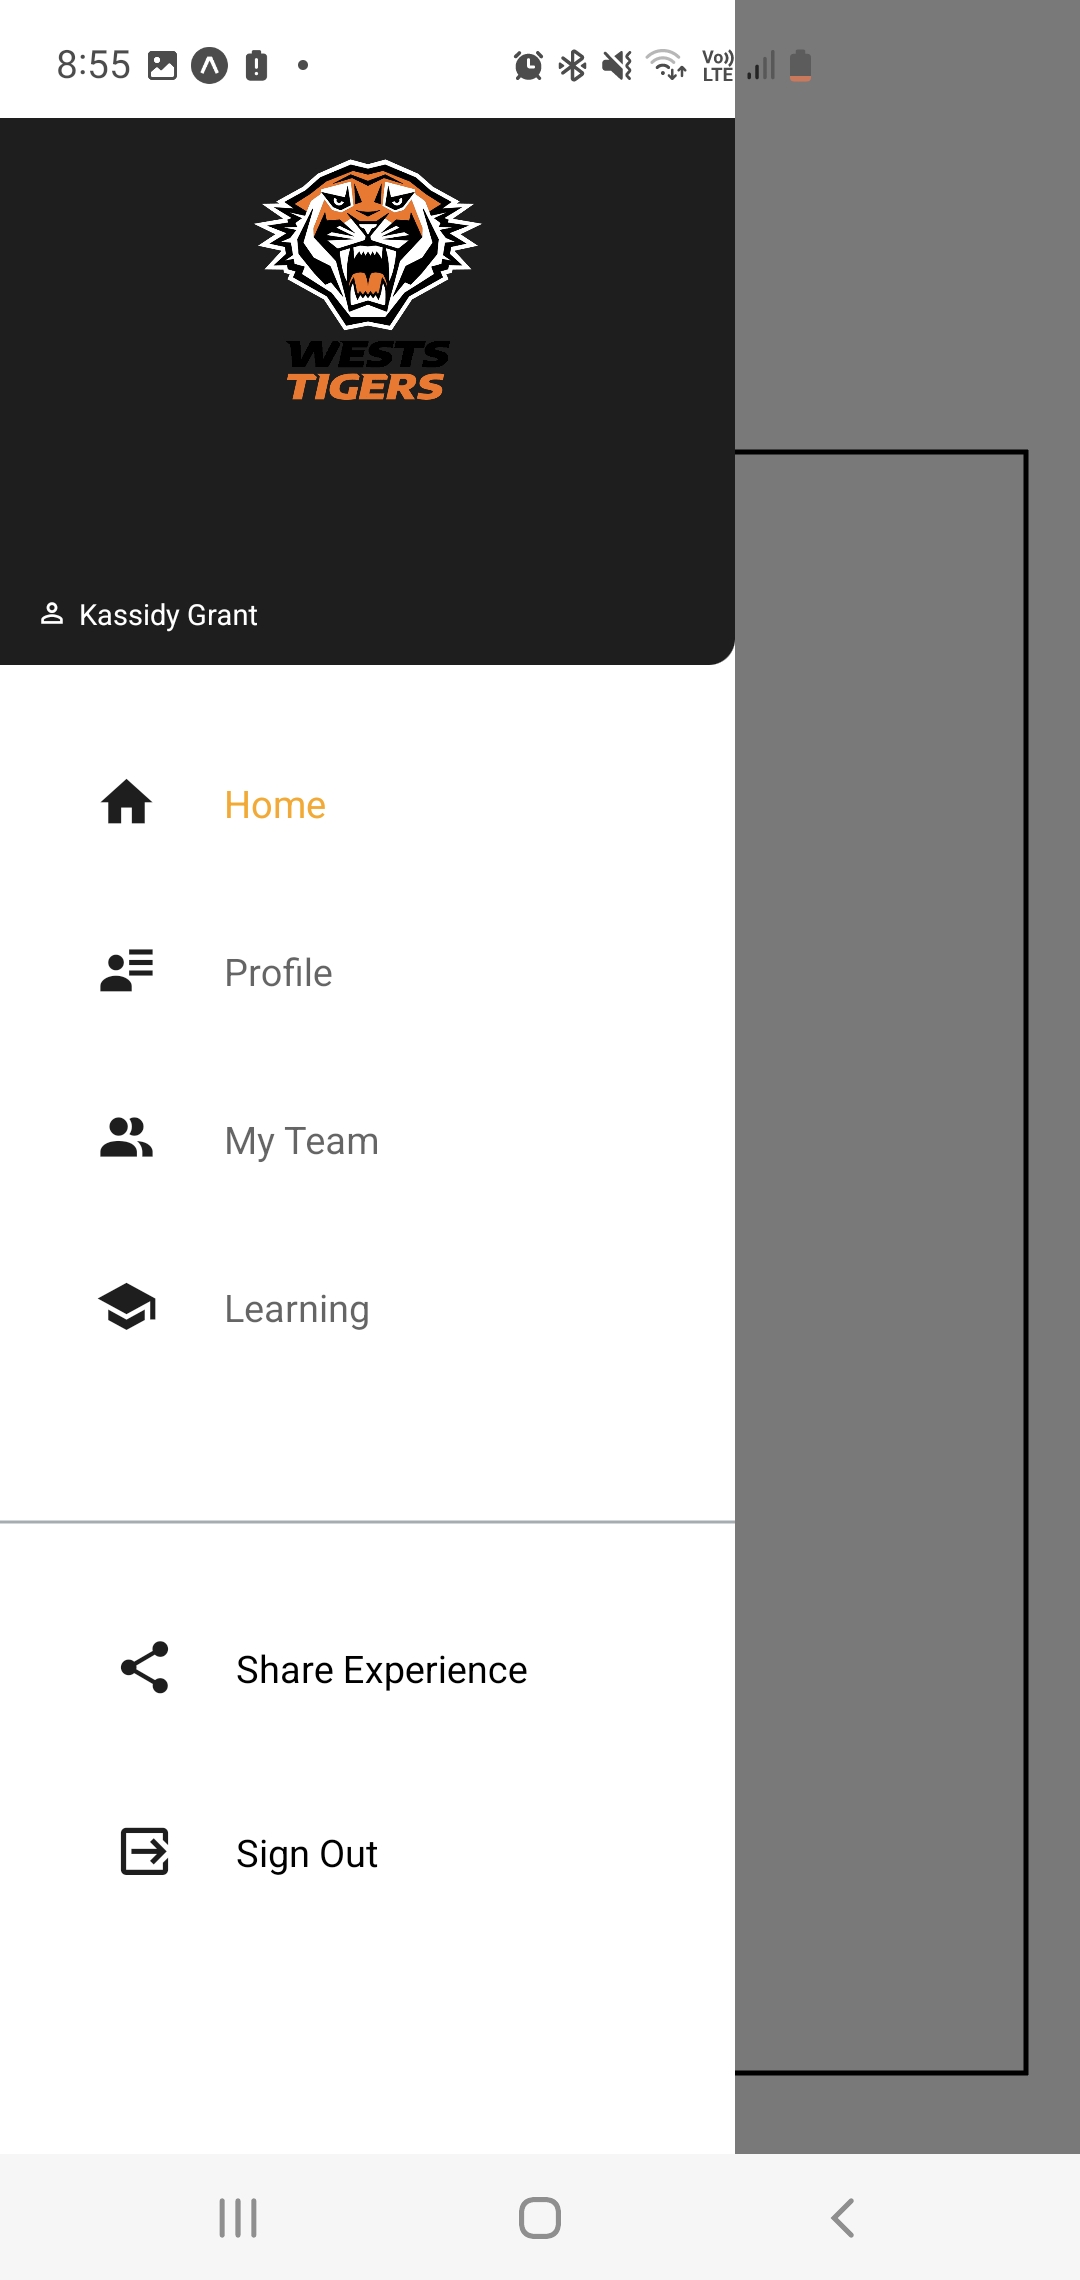 8:55
Vo)) LTE
WESTS
TIGERS
Kassidy Grant
Home
Profile
My Team
Learning
Share Experience
Sign Out